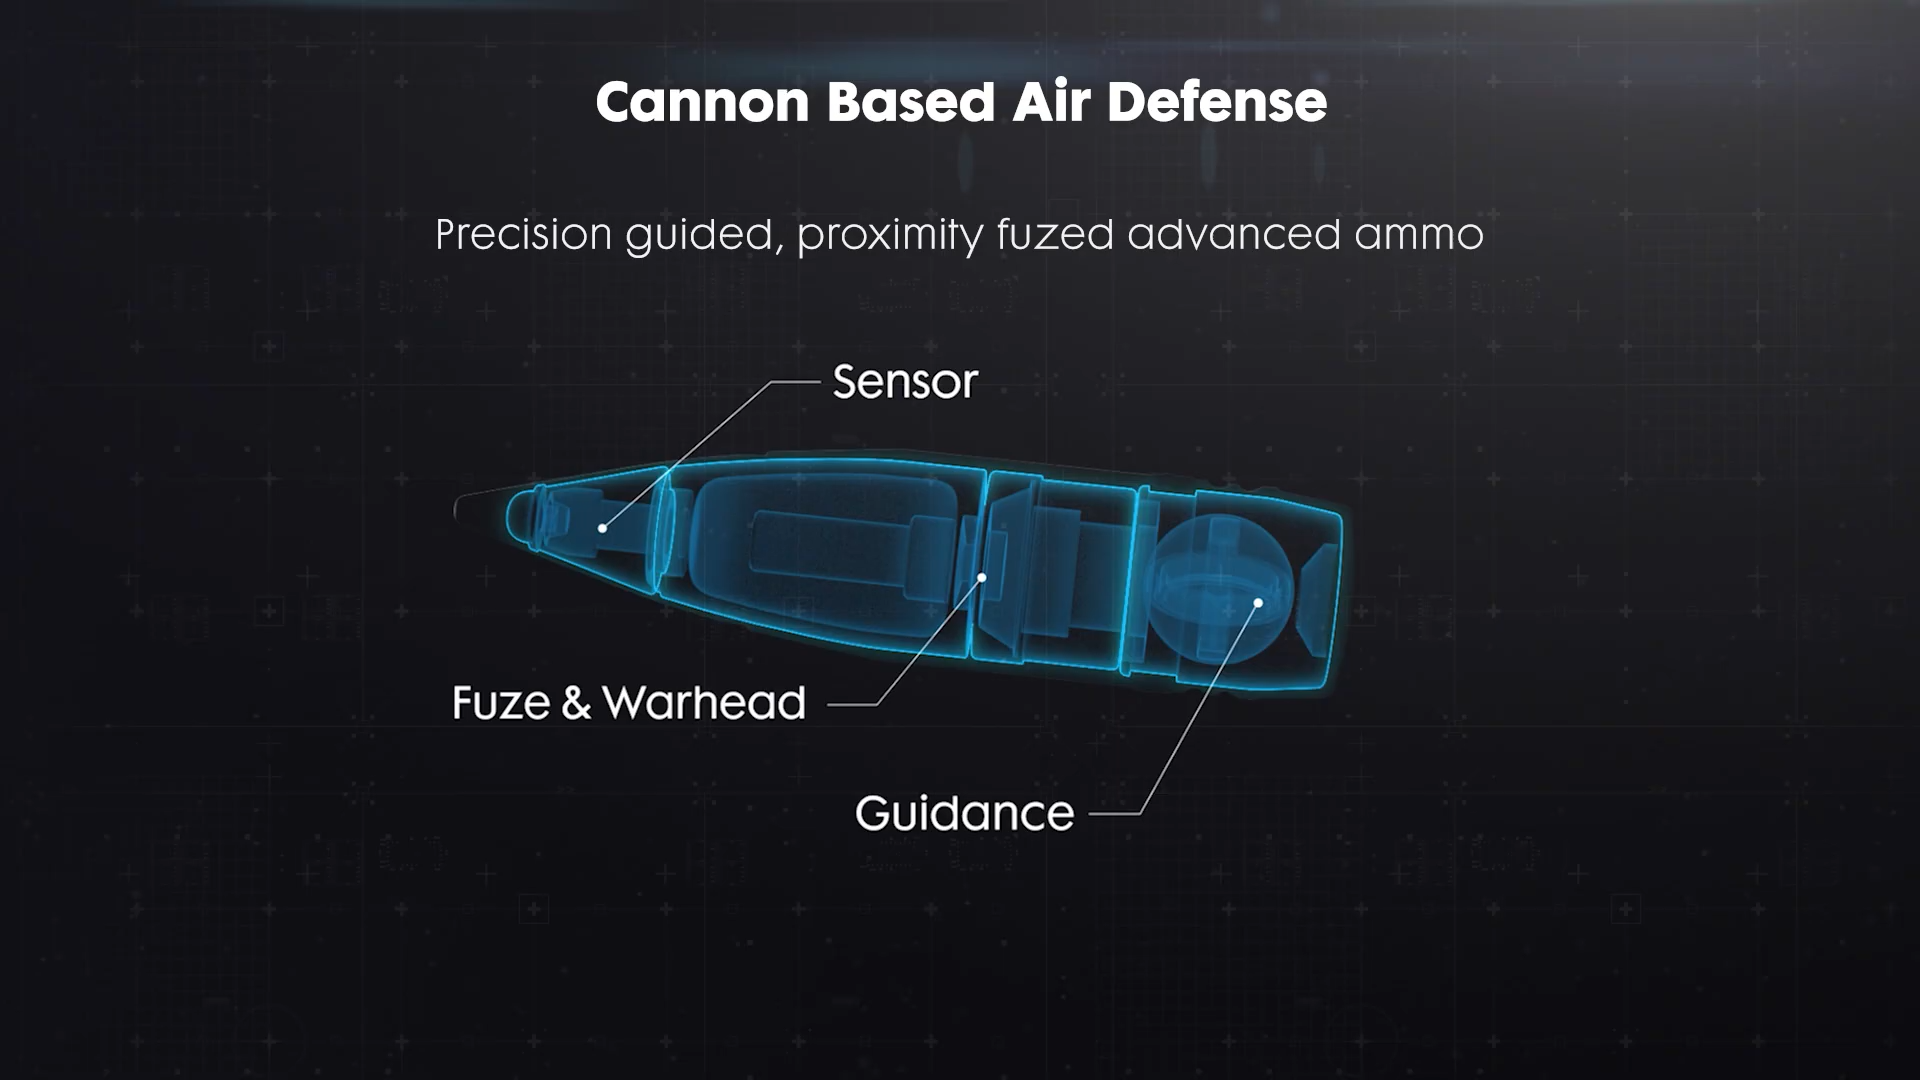 Cannon Based Air Defense
Precision guided, proximity fuzed advanced ammo
Sensor
Fuze & Warhead
Guidance